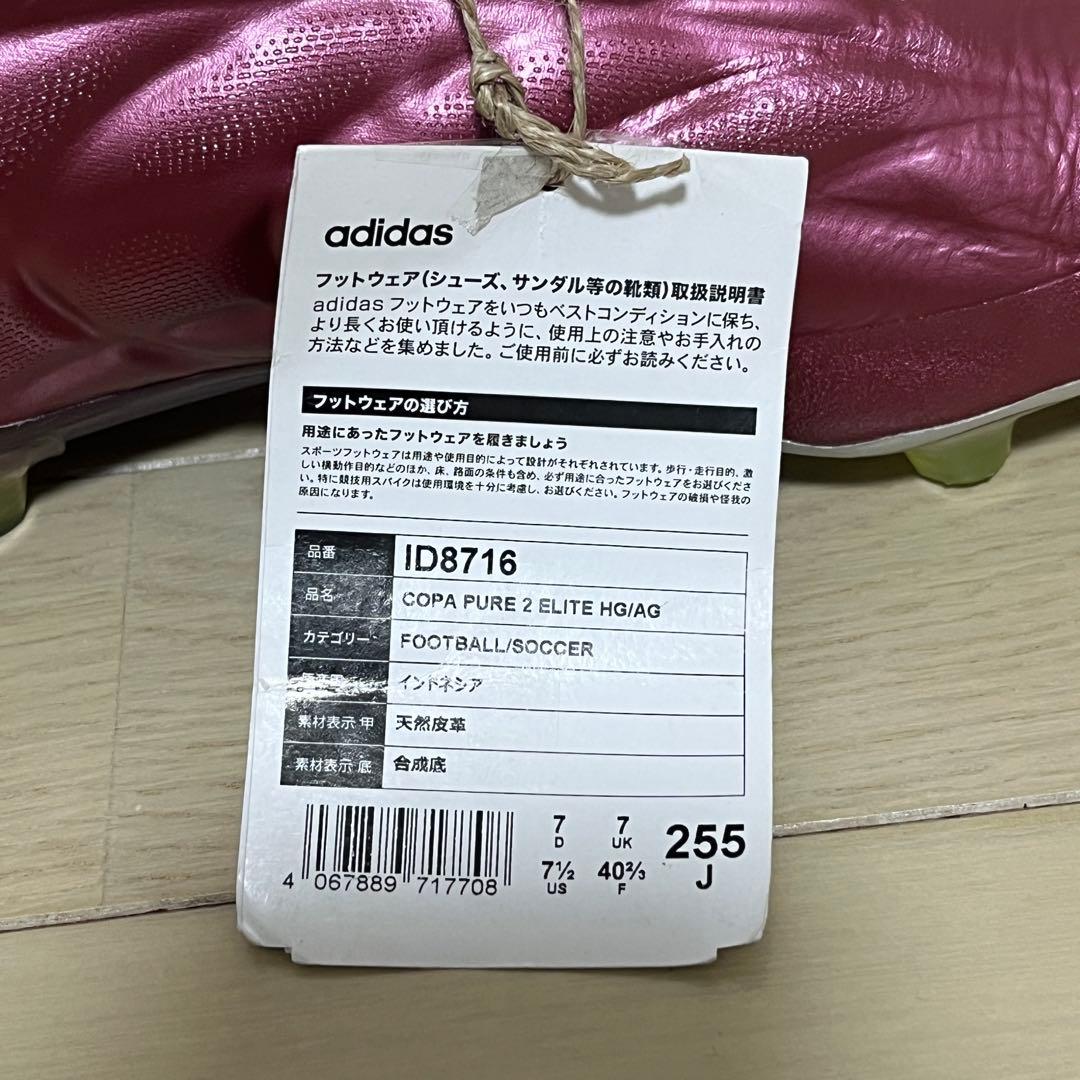 adidas
フットウェア(シューズ、サンダル等の靴類)取扱説明書
adidas フットウェアをいつもベストコンディションに保ち、
より長くお使い頂けるように、使用上の注意やお手入れの
方法などを集めました。ご使用前に必ずお読みください。
フットウェアの選び方
用途にあったフットウェアを履きましょう
スポーツフットウェアは用途や使用目的によって設計がそれぞれされています。歩行・走行目的、激
しい横動作目的などのほか、床、路面の条件も含め、必ず用途に合ったフットウェアをお選びくださ
い。特に競技用スパイクは使用環境を十分に考慮し、お選びください。フットウェアの破損や怪我の
原因になります。
品番 ID8716
品名 COPA PURE 2 ELITE HG/AG
カテゴリー FOOTBALL/SOCCER
インドネシア
素材表示 甲 天然皮革
素材表示 底 合成底
7 7 255
D UK J
7½ 40⅔
US F
4 067889 717708